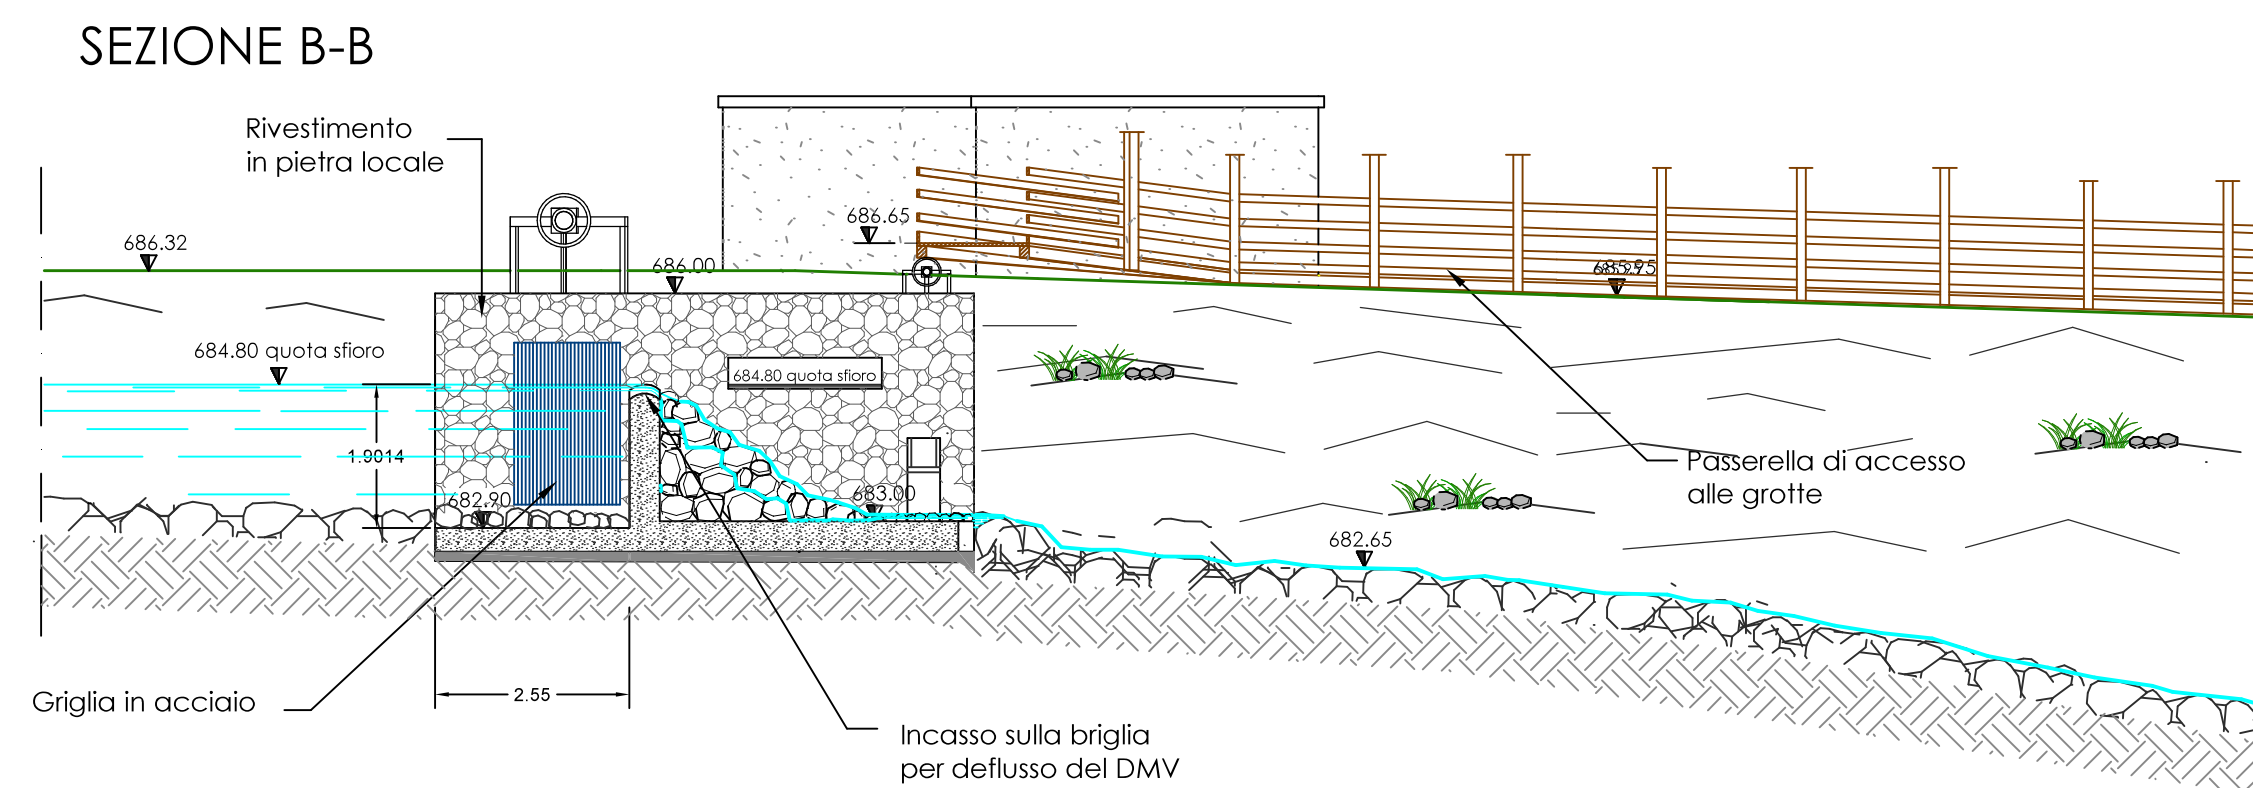 SEZIONE B-B
Rivestimento
in pietra locale
686.32
686.65
686.00
685.95
684.80 quota sfioro
684.80 quota sfioro
1.9014
682.90
683.00
Passerella di accesso
alle grotte
682.65
Griglia in acciaio
2.55
Incasso sulla briglia
per deflusso del DMV